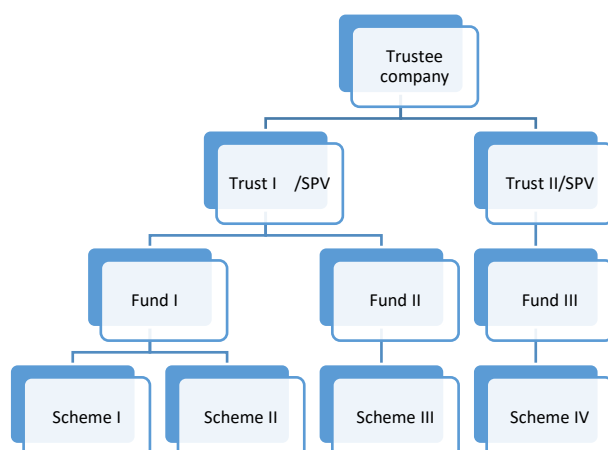 Trustee
company
Trust I /SPV
Trust II/SPV
Fund I
Fund II
Fund III
Scheme I
Scheme II
Scheme III
Scheme IV